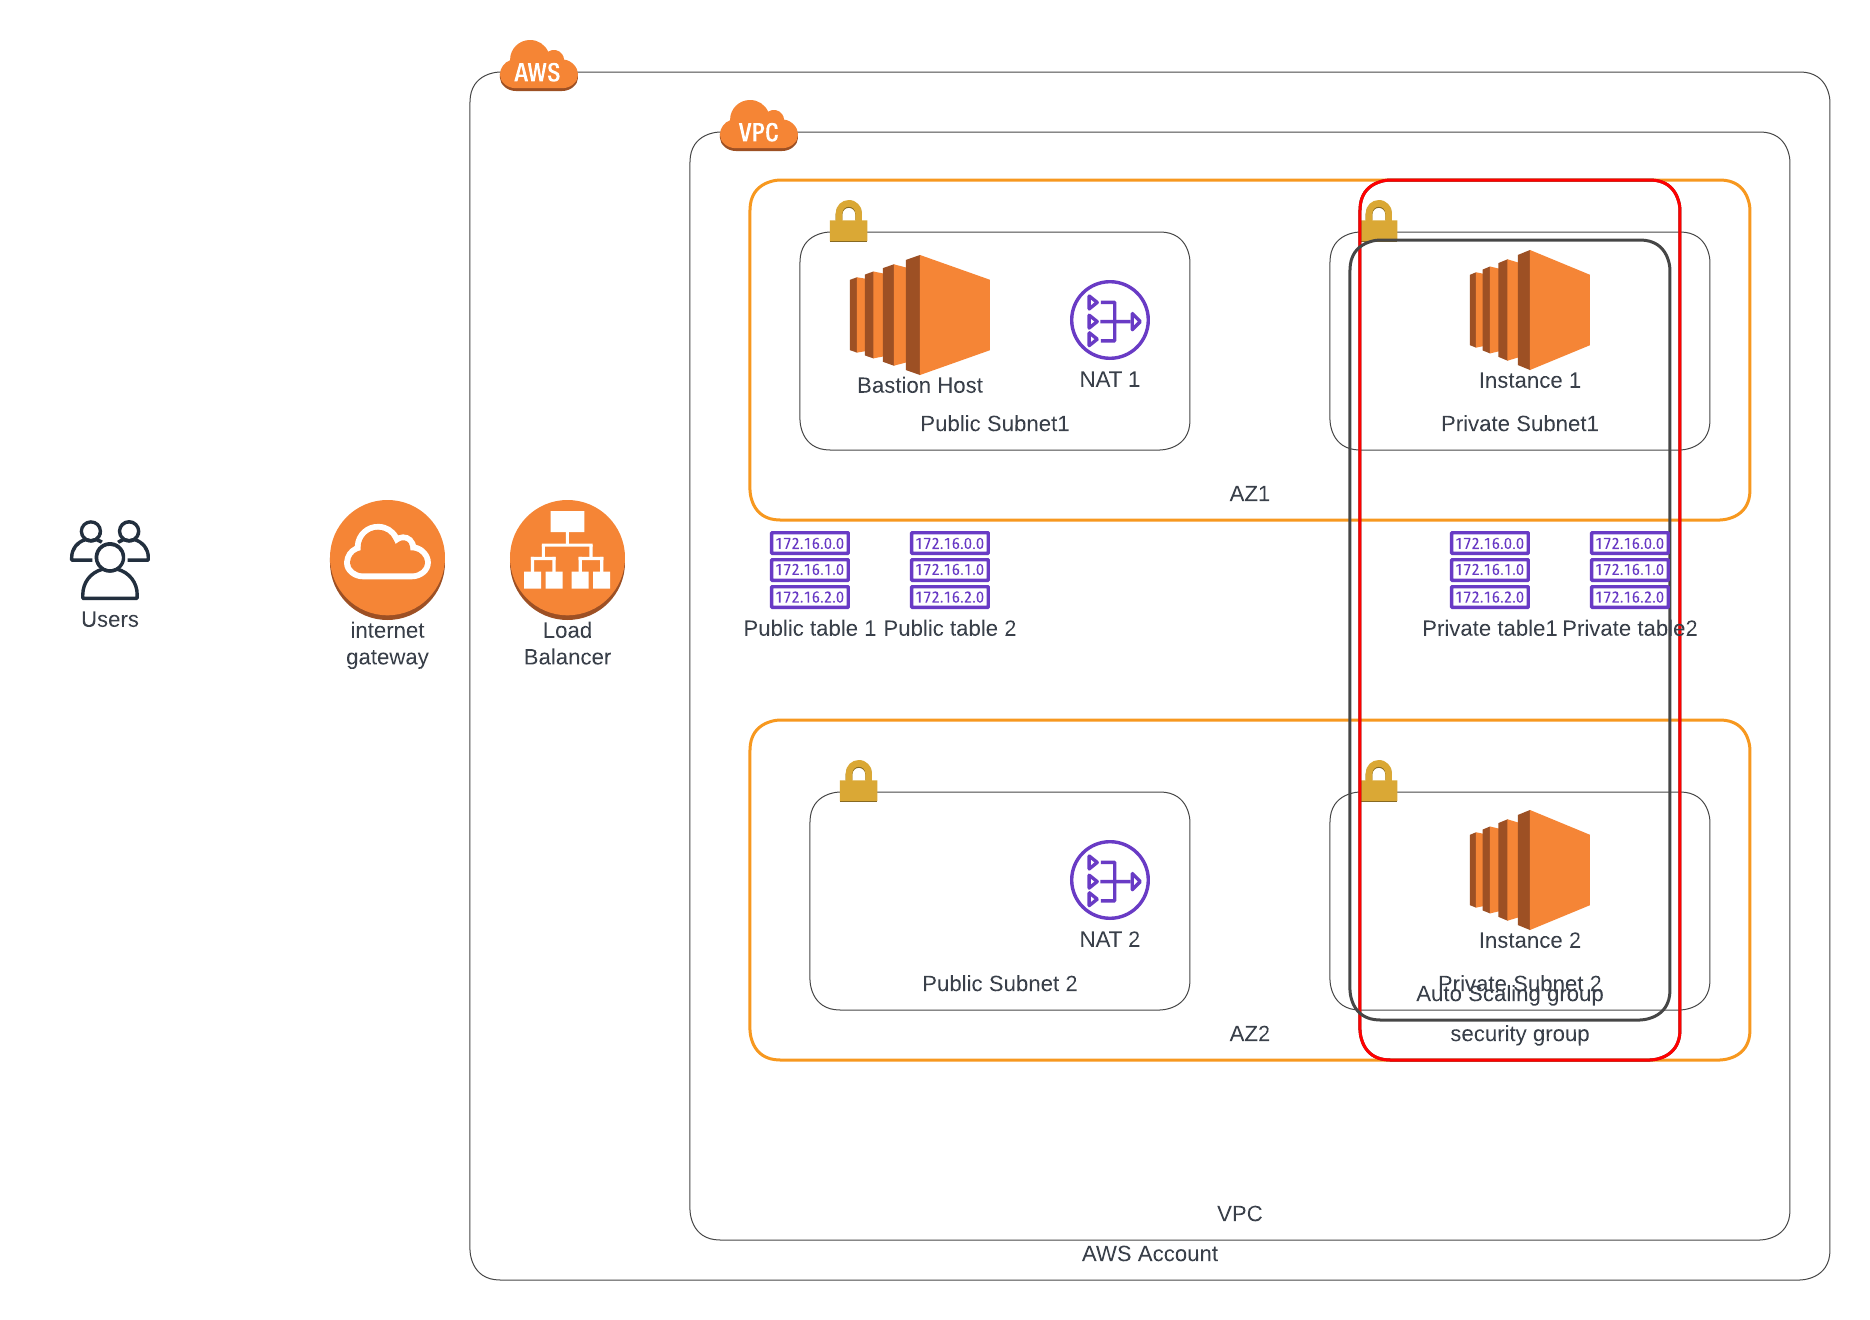 AWS
VPC
Bastion Host
NAT 1
Public Subnet1
Instance 1
Private Subnet1
AZ1
Users
internet
gateway
Load
Balancer
172.16.0.0
172.16.1.0
172.16.2.0
Public table 1
172.16.0.0
172.16.1.0
172.16.2.0
Public table 2
172.16.0.0
172.16.1.0
172.16.2.0
Private table1
172.16.0.0
172.16.1.0
172.16.2.0
Private table2
NAT 2
Public Subnet 2
Instance 2
Private Subnet 2
Auto Scaling group
security group
AZ2
VPC
AWS Account